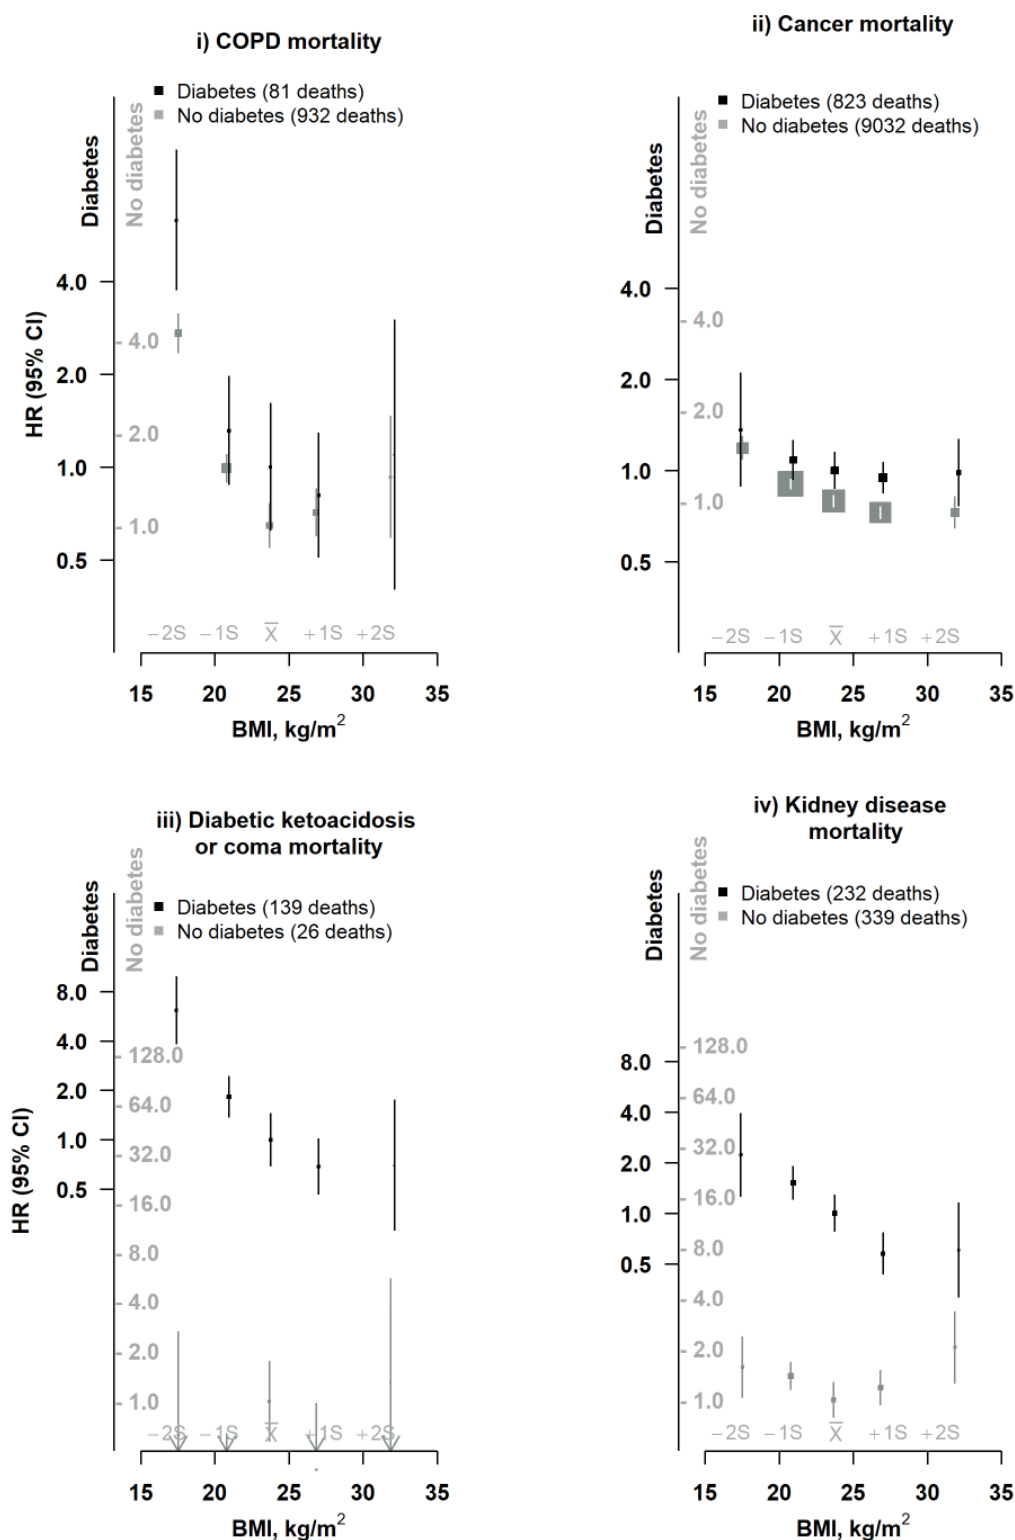 i) COPD mortality
Diabetes (81 deaths)
No diabetes (932 deaths)
Diabetes
No diabetes
HR (95% CI)
4.0
2.0
1.0
0.5
4.0
2.0
1.0
−2S −1S X̅ +1S +2S
15 20 25 30 35
BMI, kg/m²
ii) Cancer mortality
Diabetes (823 deaths)
No diabetes (9032 deaths)
Diabetes
No diabetes
4.0
2.0
1.0
0.5
4.0
2.0
1.0
−2S −1S X̅ +1S +2S
15 20 25 30 35
BMI, kg/m²
iii) Diabetic ketoacidosis
or coma mortality
Diabetes (139 deaths)
No diabetes (26 deaths)
Diabetes
No diabetes
HR (95% CI)
8.0
4.0
2.0
1.0
0.5
128.0
64.0
32.0
16.0
8.0
4.0
2.0
1.0
−2S −1S X̅ +1S +2S
15 20 25 30 35
BMI, kg/m²
iv) Kidney disease
mortality
Diabetes (232 deaths)
No diabetes (339 deaths)
Diabetes
No diabetes
8.0
4.0
2.0
1.0
0.5
128.0
64.0
32.0
16.0
8.0
4.0
2.0
1.0
−2S −1S X̅ +1S +2S
15 20 25 30 35
BMI, kg/m²